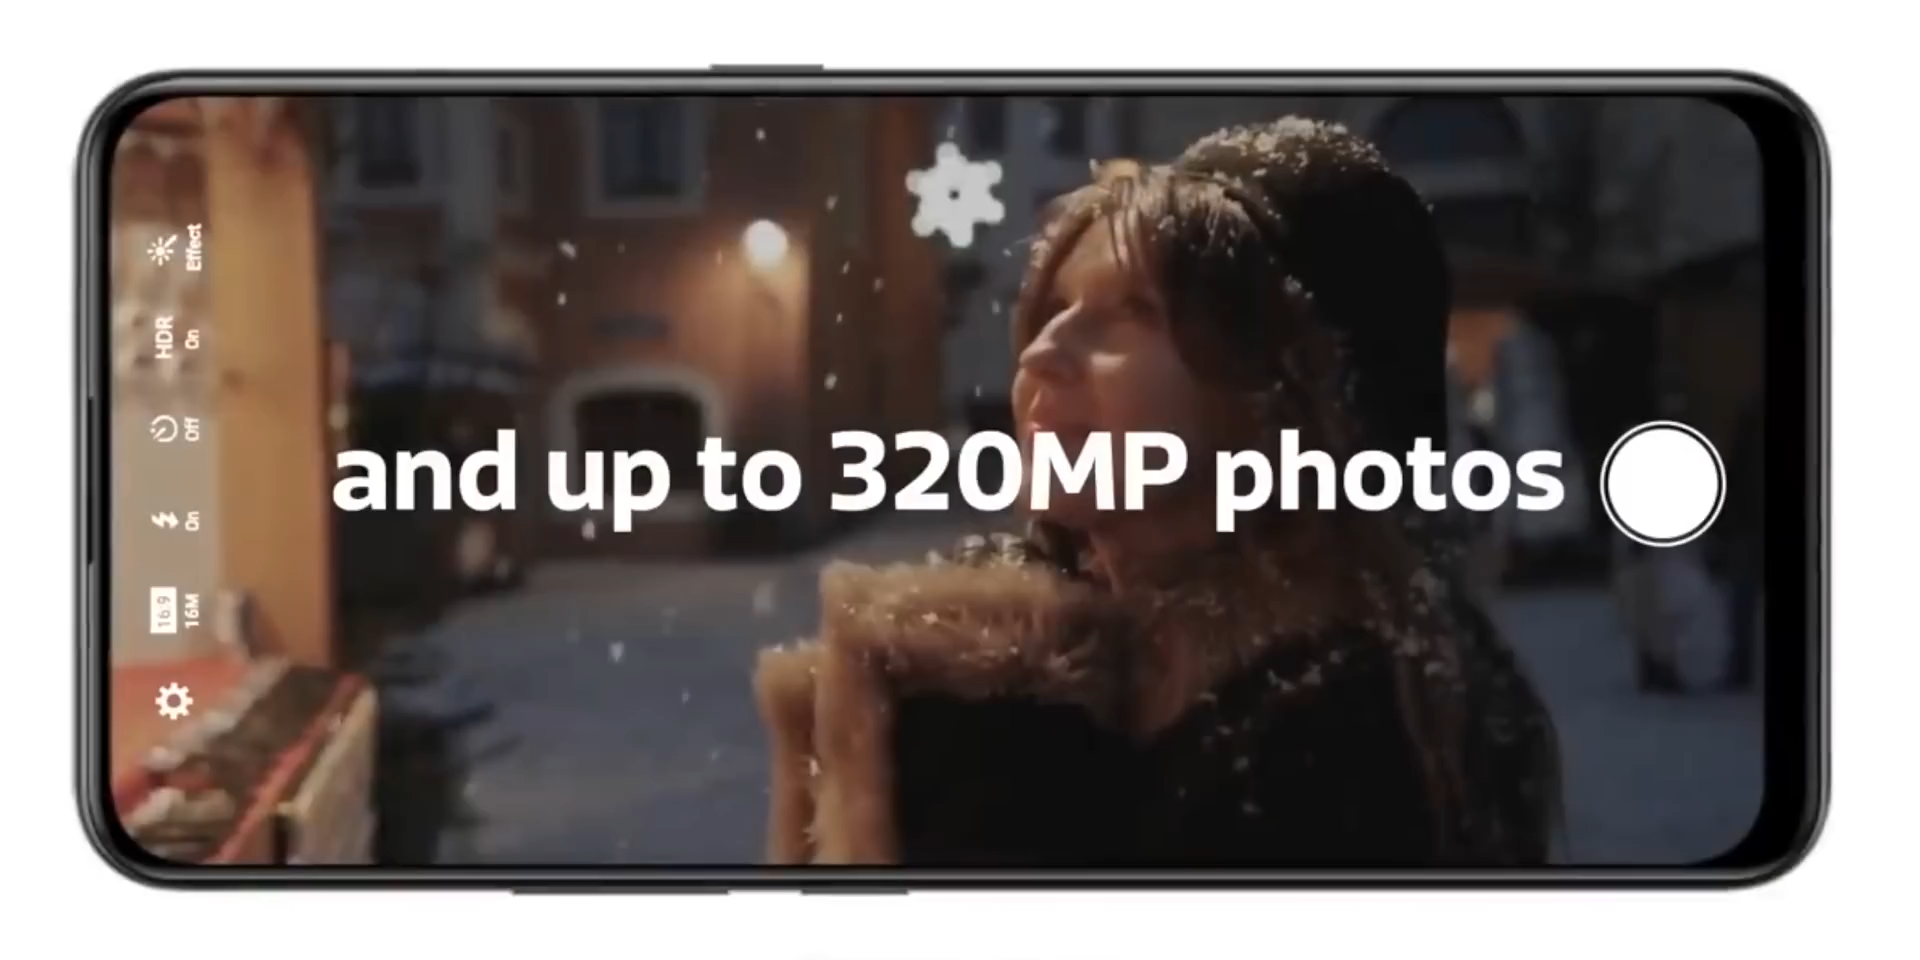 Effect
HDR
On
Off
On
16:9
16M
and up to 320MP photos